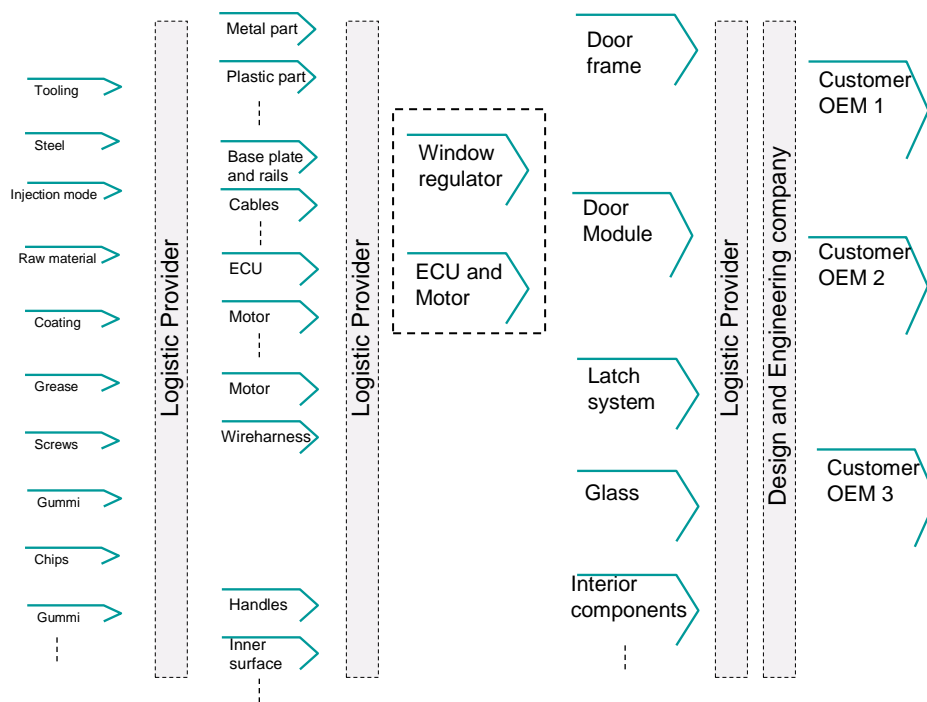 Tooling
Steel
Injection mode
Raw material
Coating
Grease
Screws
Gummi
Chips
Gummi
Logistic Provider
Metal part
Plastic part
Base plate
and rails
Cables
ECU
Motor
Motor
Wireharness
Handles
Inner
surface
Logistic Provider
Window
regulator
ECU and
Motor
Door
frame
Door
Module
Latch
system
Glass
Interior
components
Logistic Provider
Design and Engineering company
Customer
OEM 1
Customer
OEM 2
Customer
OEM 3